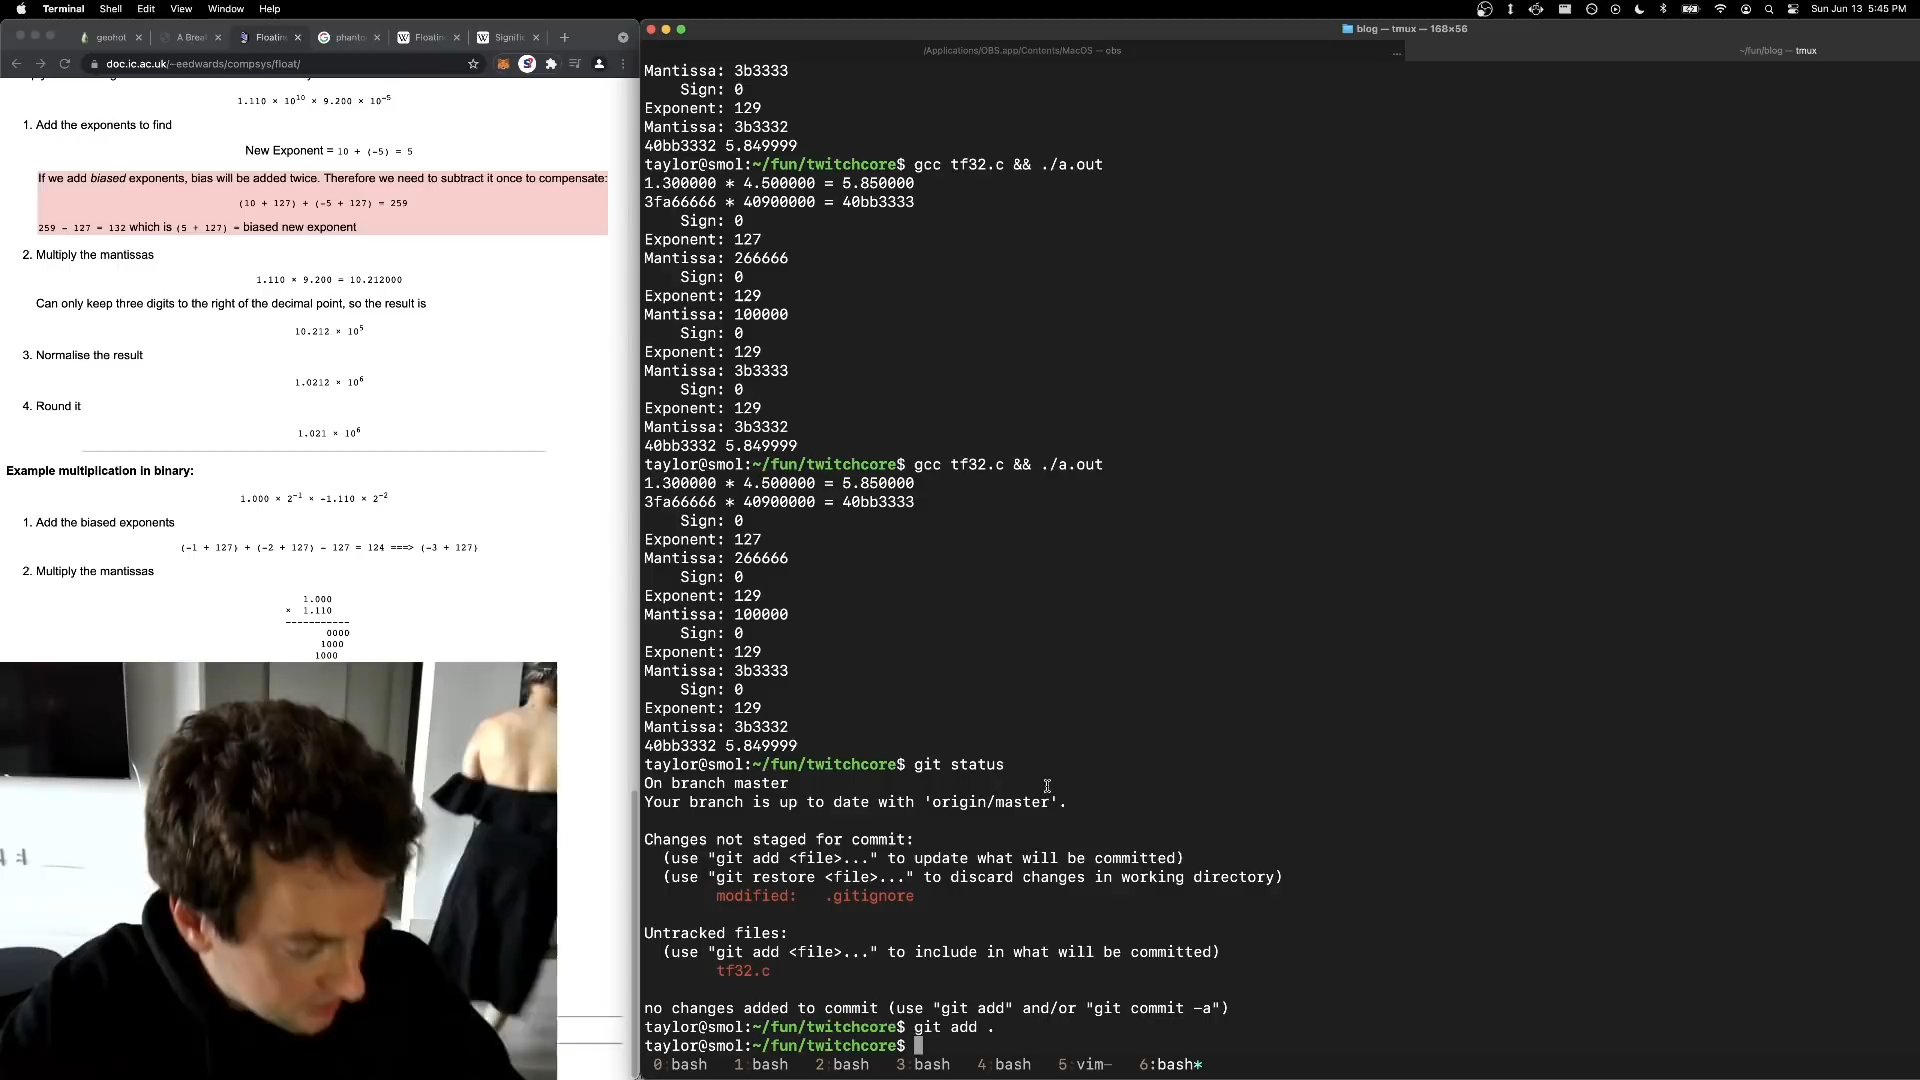 Terminal Shell Edit View Window Help
Sun Jun 13 5:45 PM
geohot
A Breal
Floatin
phanto
Floatin
Signific
doc.ic.ac.uk/~eedwards/compsys/float/
1.110 × 10^10 × 9.200 × 10^-5
1. Add the exponents to find
New Exponent = 10 + (-5) = 5
If we add biased exponents, bias will be added twice. Therefore we need to subtract it once to compensate:
(10 + 127) + (-5 + 127) = 259
259 - 127 = 132 which is (5 + 127) = biased new exponent
2. Multiply the mantissas
1.110 × 9.200 = 10.212000
Can only keep three digits to the right of the decimal point, so the result is
10.212 × 10^5
3. Normalise the result
1.0212 × 10^6
4. Round it
1.021 × 10^6
Example multiplication in binary:
1.000 × 2^-1 × -1.110 × 2^-2
1. Add the biased exponents
(-1 + 127) + (-2 + 127) - 127 = 124 ===> (-3 + 127)
2. Multiply the mantissas
1.000
× 1.110
-----------
0000
1000
1000
blog — tmux — 168×56
/Applications/OBS.app/Contents/MacOS — obs
...
~/fun/blog — tmux
Mantissa: 3b3333
Sign: 0
Exponent: 129
Mantissa: 3b3332
40bb3332 5.849999
taylor@smol:~/fun/twitchcore$ gcc tf32.c && ./a.out
1.300000 * 4.500000 = 5.850000
3fa66666 * 40900000 = 40bb3333
Sign: 0
Exponent: 127
Mantissa: 266666
Sign: 0
Exponent: 129
Mantissa: 100000
Sign: 0
Exponent: 129
Mantissa: 3b3333
Sign: 0
Exponent: 129
Mantissa: 3b3332
40bb3332 5.849999
taylor@smol:~/fun/twitchcore$ gcc tf32.c && ./a.out
1.300000 * 4.500000 = 5.850000
3fa66666 * 40900000 = 40bb3333
Sign: 0
Exponent: 127
Mantissa: 266666
Sign: 0
Exponent: 129
Mantissa: 100000
Sign: 0
Exponent: 129
Mantissa: 3b3333
Sign: 0
Exponent: 129
Mantissa: 3b3332
40bb3332 5.849999
taylor@smol:~/fun/twitchcore$ git status
On branch master
Your branch is up to date with 'origin/master'.
Changes not staged for commit:
(use "git add <file>..." to update what will be committed)
(use "git restore <file>..." to discard changes in working directory)
modified: .gitignore
Untracked files:
(use "git add <file>..." to include in what will be committed)
tf32.c
no changes added to commit (use "git add" and/or "git commit -a")
taylor@smol:~/fun/twitchcore$ git add .
taylor@smol:~/fun/twitchcore$
0 bash 1 bash 2 bash 3 bash 4 bash 5 vim- 6:bash*